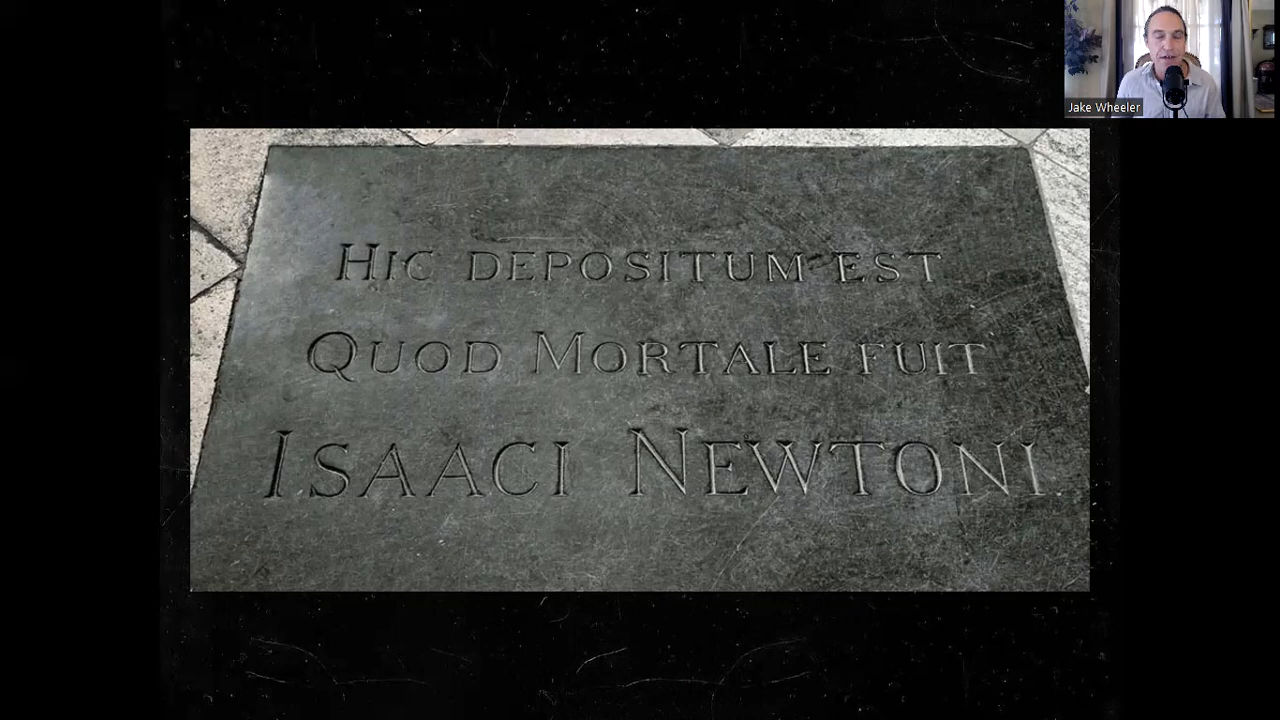 Jake Wheeler
HIC DEPOSITUM EST
QUOD MORTALE FUIT
ISAACI NEWTONI.